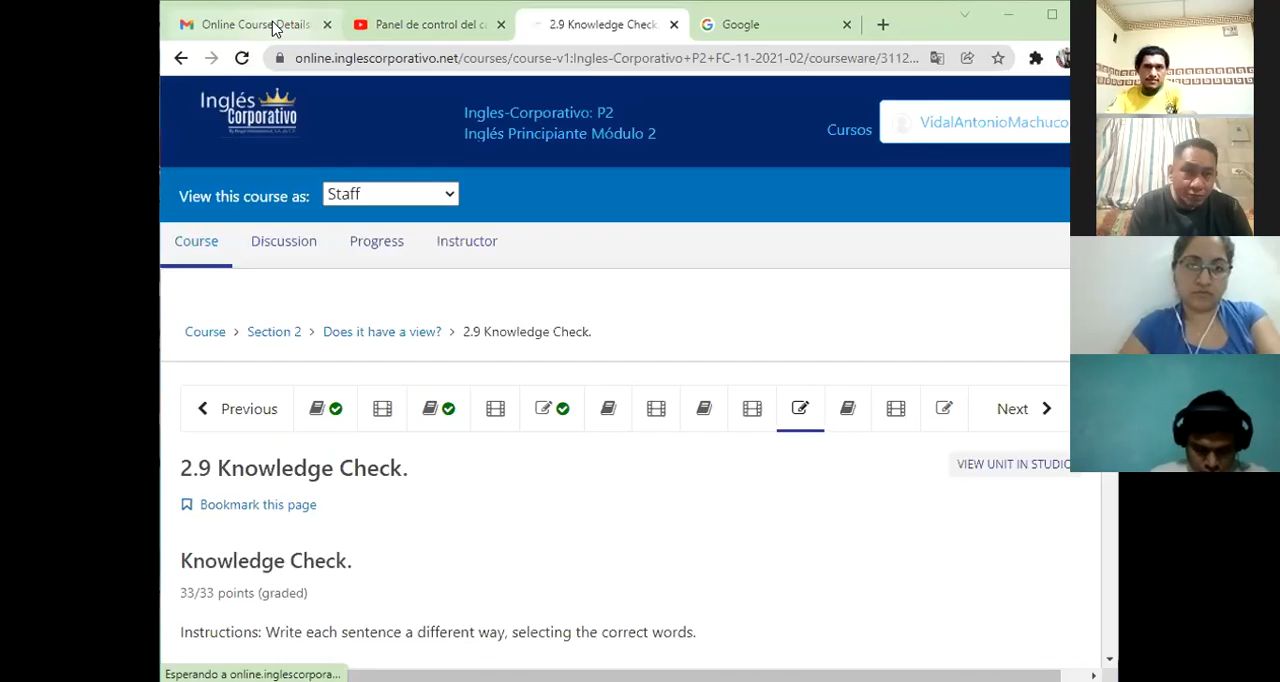 Online Course Details
Panel de control del c
2.9 Knowledge Check.
Google
online.inglescorporativo.net/courses/course-v1:Ingles-Corporativo+P2+FC-11-2021-02/courseware/3112...
Inglés
Corporativo
Ingles-Corporativo: P2
Inglés Principiante Módulo 2
Cursos
VidalAntonioMachuco
View this course as:
Staff
Course
Discussion
Progress
Instructor
Course > Section 2 > Does it have a view? > 2.9 Knowledge Check.
Previous
Next
2.9 Knowledge Check.
VIEW UNIT IN STUDIO
Bookmark this page
Knowledge Check.
33/33 points (graded)
Instructions: Write each sentence a different way, selecting the correct words.
Esperando a online.inglescorpora...